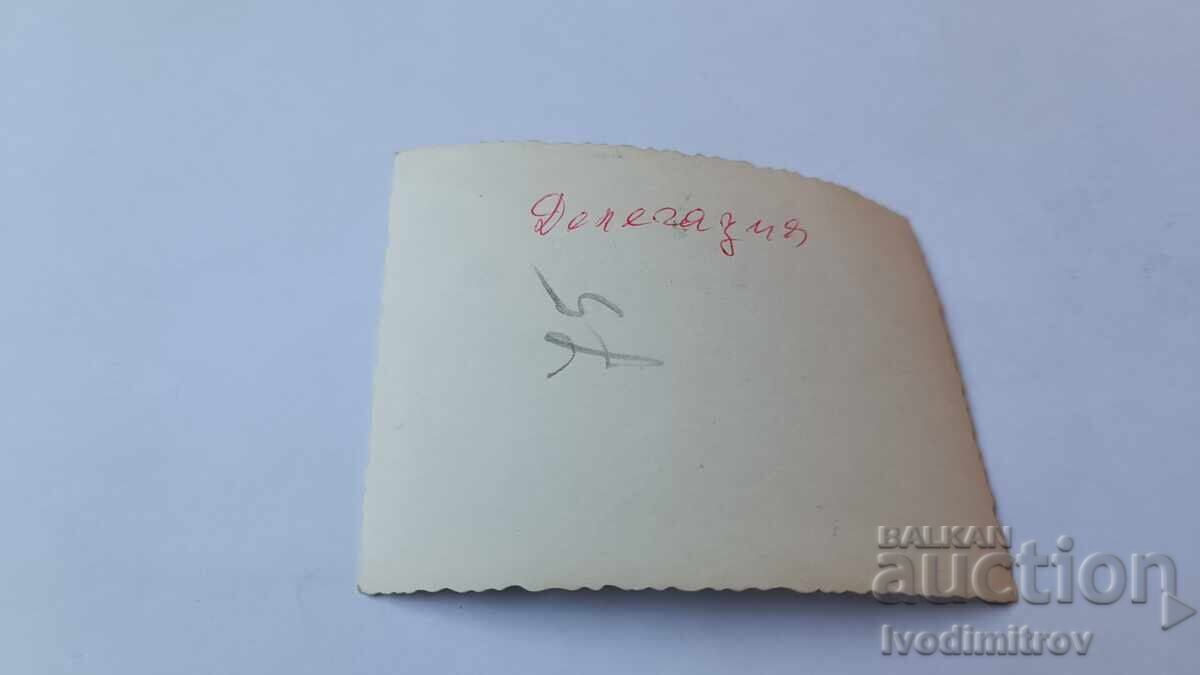 Делегация
75
BALKAN
auction
Ivodimitrov